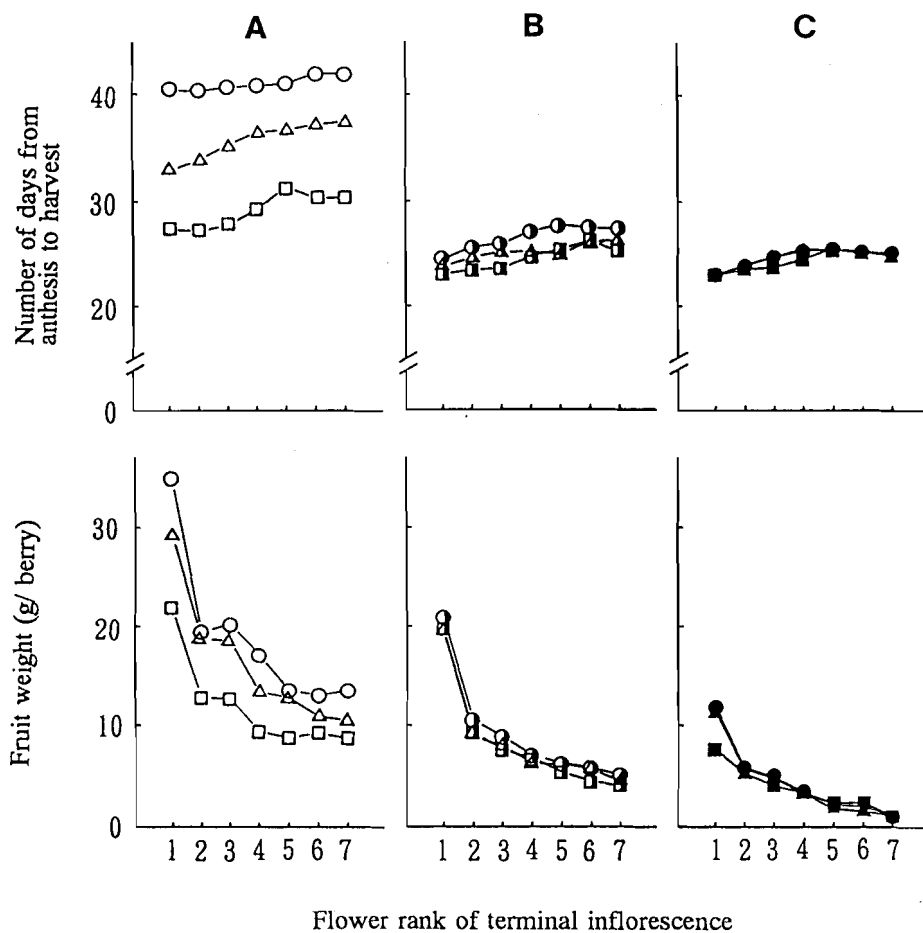 A
B
C
Number of days from
anthesis to harvest
40
30
20
0
Fruit weight (g/ berry)
30
20
10
0
1 2 3 4 5 6 7
1 2 3 4 5 6 7
1 2 3 4 5 6 7
Flower rank of terminal inflorescence